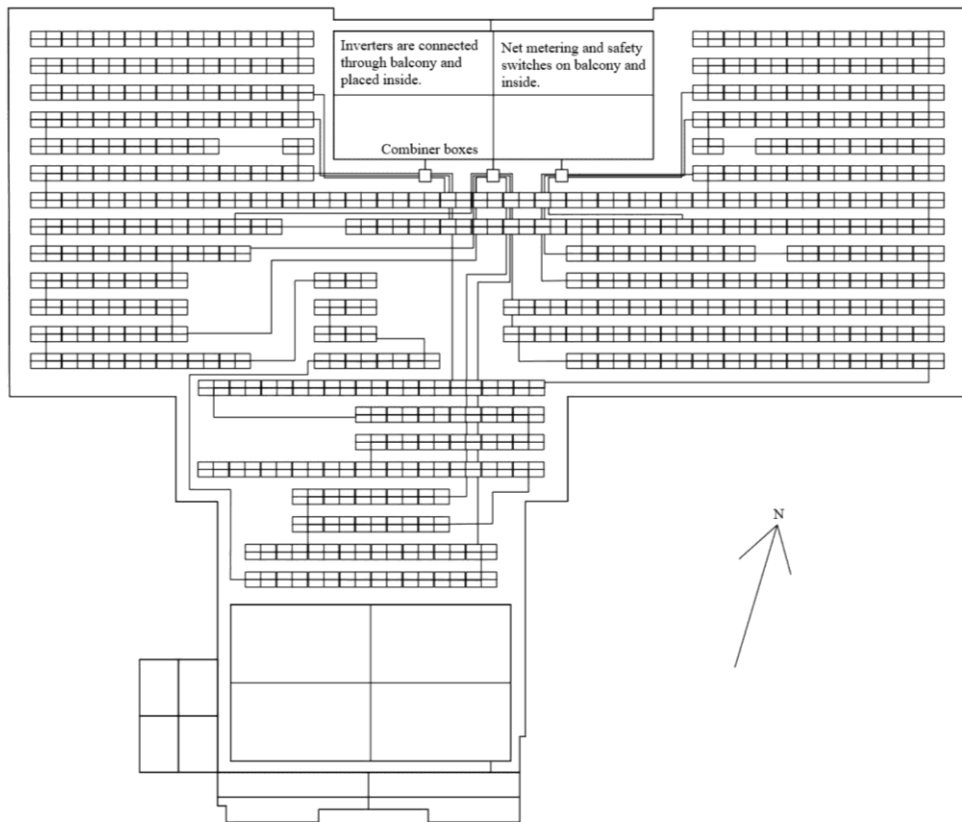 Inverters are connected
through balcony and
placed inside.
Net metering and safety
switches on balcony and
inside.
Combiner boxes
N